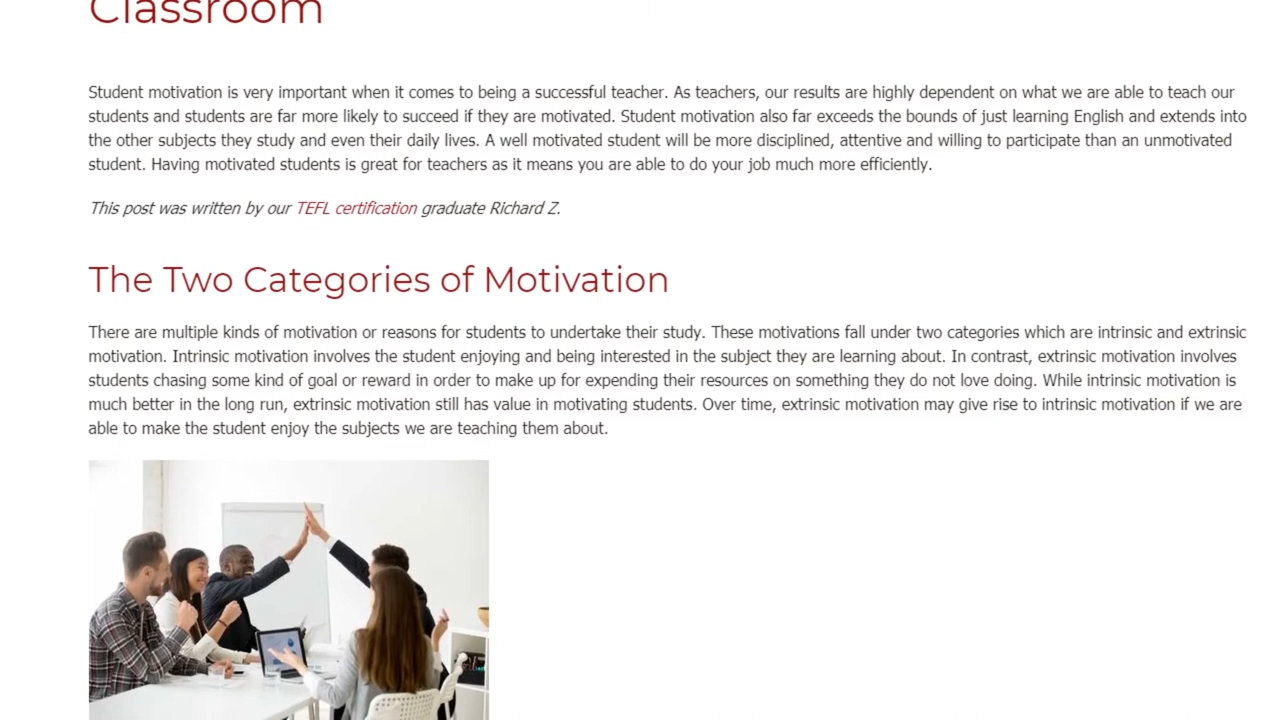 Classroom
Student motivation is very important when it comes to being a successful teacher. As teachers, our results are highly dependent on what we are able to teach our
students and students are far more likely to succeed if they are motivated. Student motivation also far exceeds the bounds of just learning English and extends into
the other subjects they study and even their daily lives. A well motivated student will be more disciplined, attentive and willing to participate than an unmotivated
student. Having motivated students is great for teachers as it means you are able to do your job much more efficiently.
This post was written by our TEFL certification graduate Richard Z.
The Two Categories of Motivation
There are multiple kinds of motivation or reasons for students to undertake their study. These motivations fall under two categories which are intrinsic and extrinsic
motivation. Intrinsic motivation involves the student enjoying and being interested in the subject they are learning about. In contrast, extrinsic motivation involves
students chasing some kind of goal or reward in order to make up for expending their resources on something they do not love doing. While intrinsic motivation is
much better in the long run, extrinsic motivation still has value in motivating students. Over time, extrinsic motivation may give rise to intrinsic motivation if we are
able to make the student enjoy the subjects we are teaching them about.